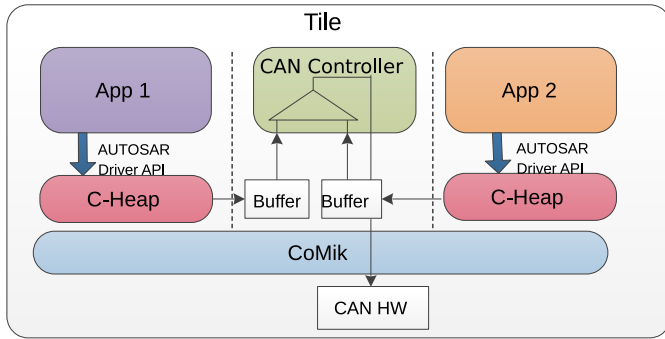 Tile
App 1
CAN Controller
App 2
AUTOSAR
Driver API
AUTOSAR
Driver API
C-Heap
Buffer
Buffer
C-Heap
CoMik
CAN HW